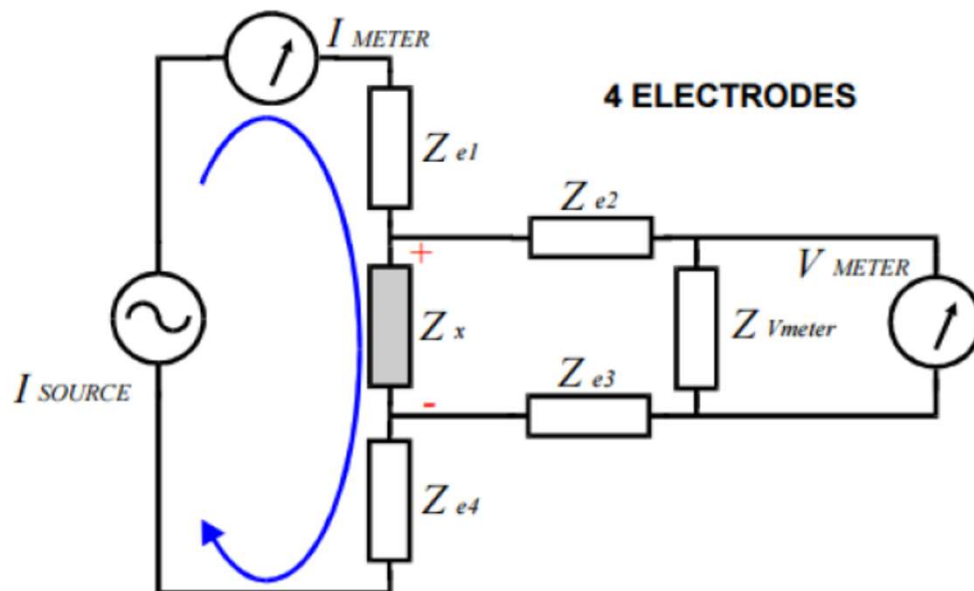 I METER
4 ELECTRODES
Z e1
Z e2
+
V METER
Z x
Z Vmeter
I SOURCE
Z e3
-
Z e4